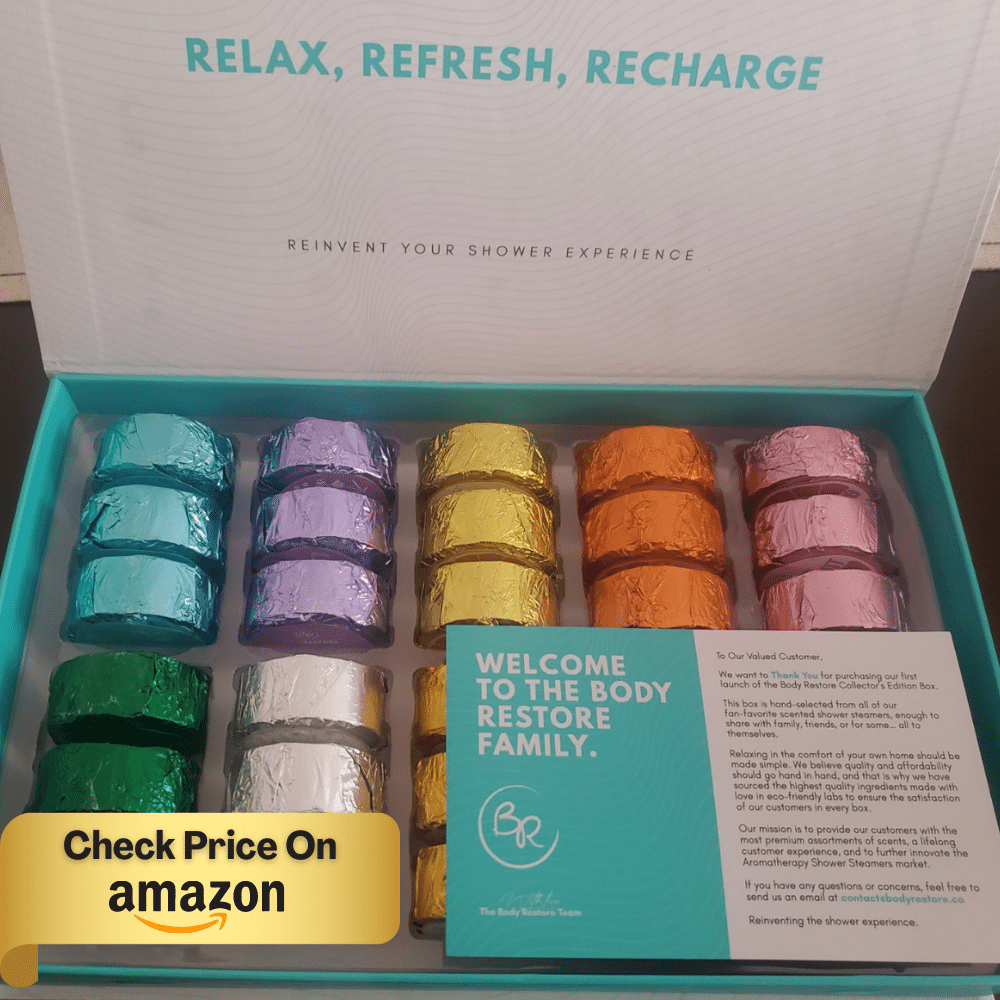 RELAX, REFRESH, RECHARGE
REINVENT YOUR SHOWER EXPERIENCE
WELCOME
TO THE BODY
RESTORE
FAMILY.
BR
The Body Restore Team
To Our Valued Customer,
We want to Thank You for purchasing our first
launch of the Body Restore Collector's Edition Box.
This box is hand-selected from all of our
fan-favorite scented shower steamers, enough to
share with family, friends, or for some... all to
themselves.
Relaxing in the comfort of your own home should be
made simple. We believe quality and affordability
should go hand in hand, and that is why we have
sourced the highest quality ingredients made with
love in eco-friendly labs to ensure the satisfaction
of our customers in every box.
Our mission is to provide our customers with the
most premium assortments of scents, a lifelong
customer experience, and to further innovate the
Aromatherapy Shower Steamers market.
If you have any questions or concerns, feel free to
send us an email at contact@bodyrestore.co
Reinventing the shower experience.
Check Price On
amazon